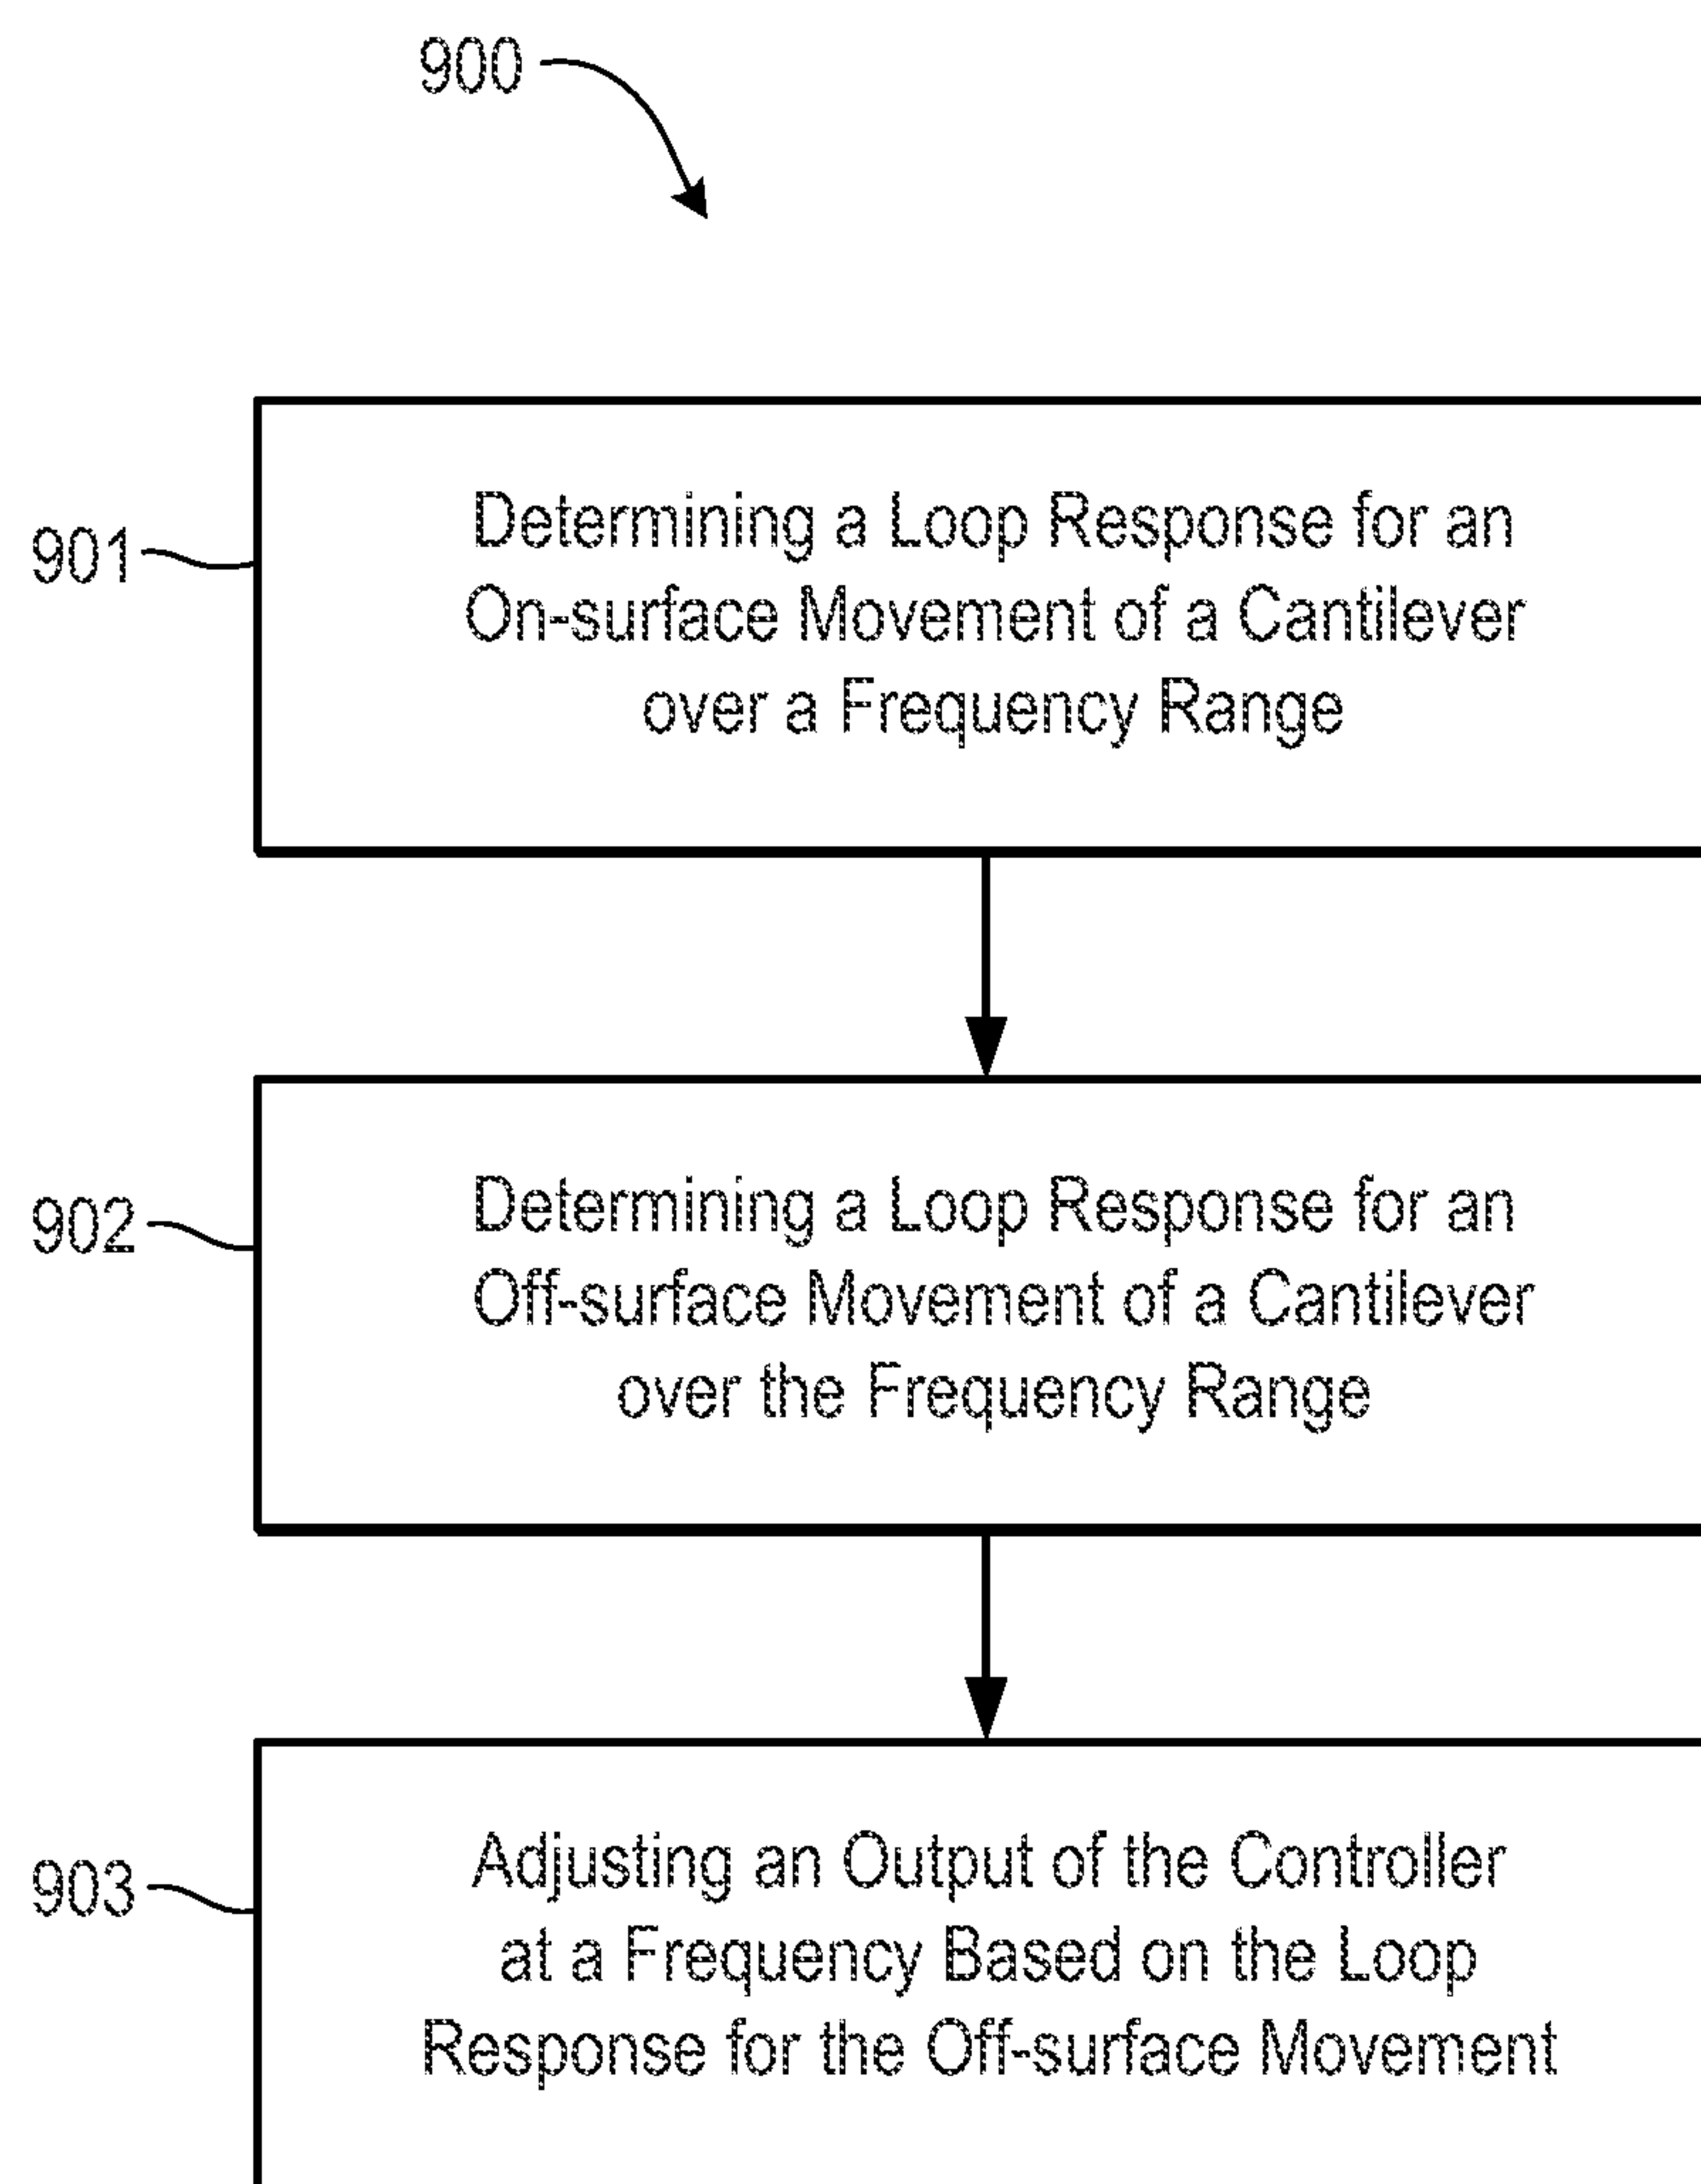 900
901
Determining a Loop Response for an
On-surface Movement of a Cantilever
over a Frequency Range
902
Determining a Loop Response for an
Off-surface Movement of a Cantilever
over the Frequency Range
903
Adjusting an Output of the Controller
at a Frequency Based on the Loop
Response for the Off-surface Movement